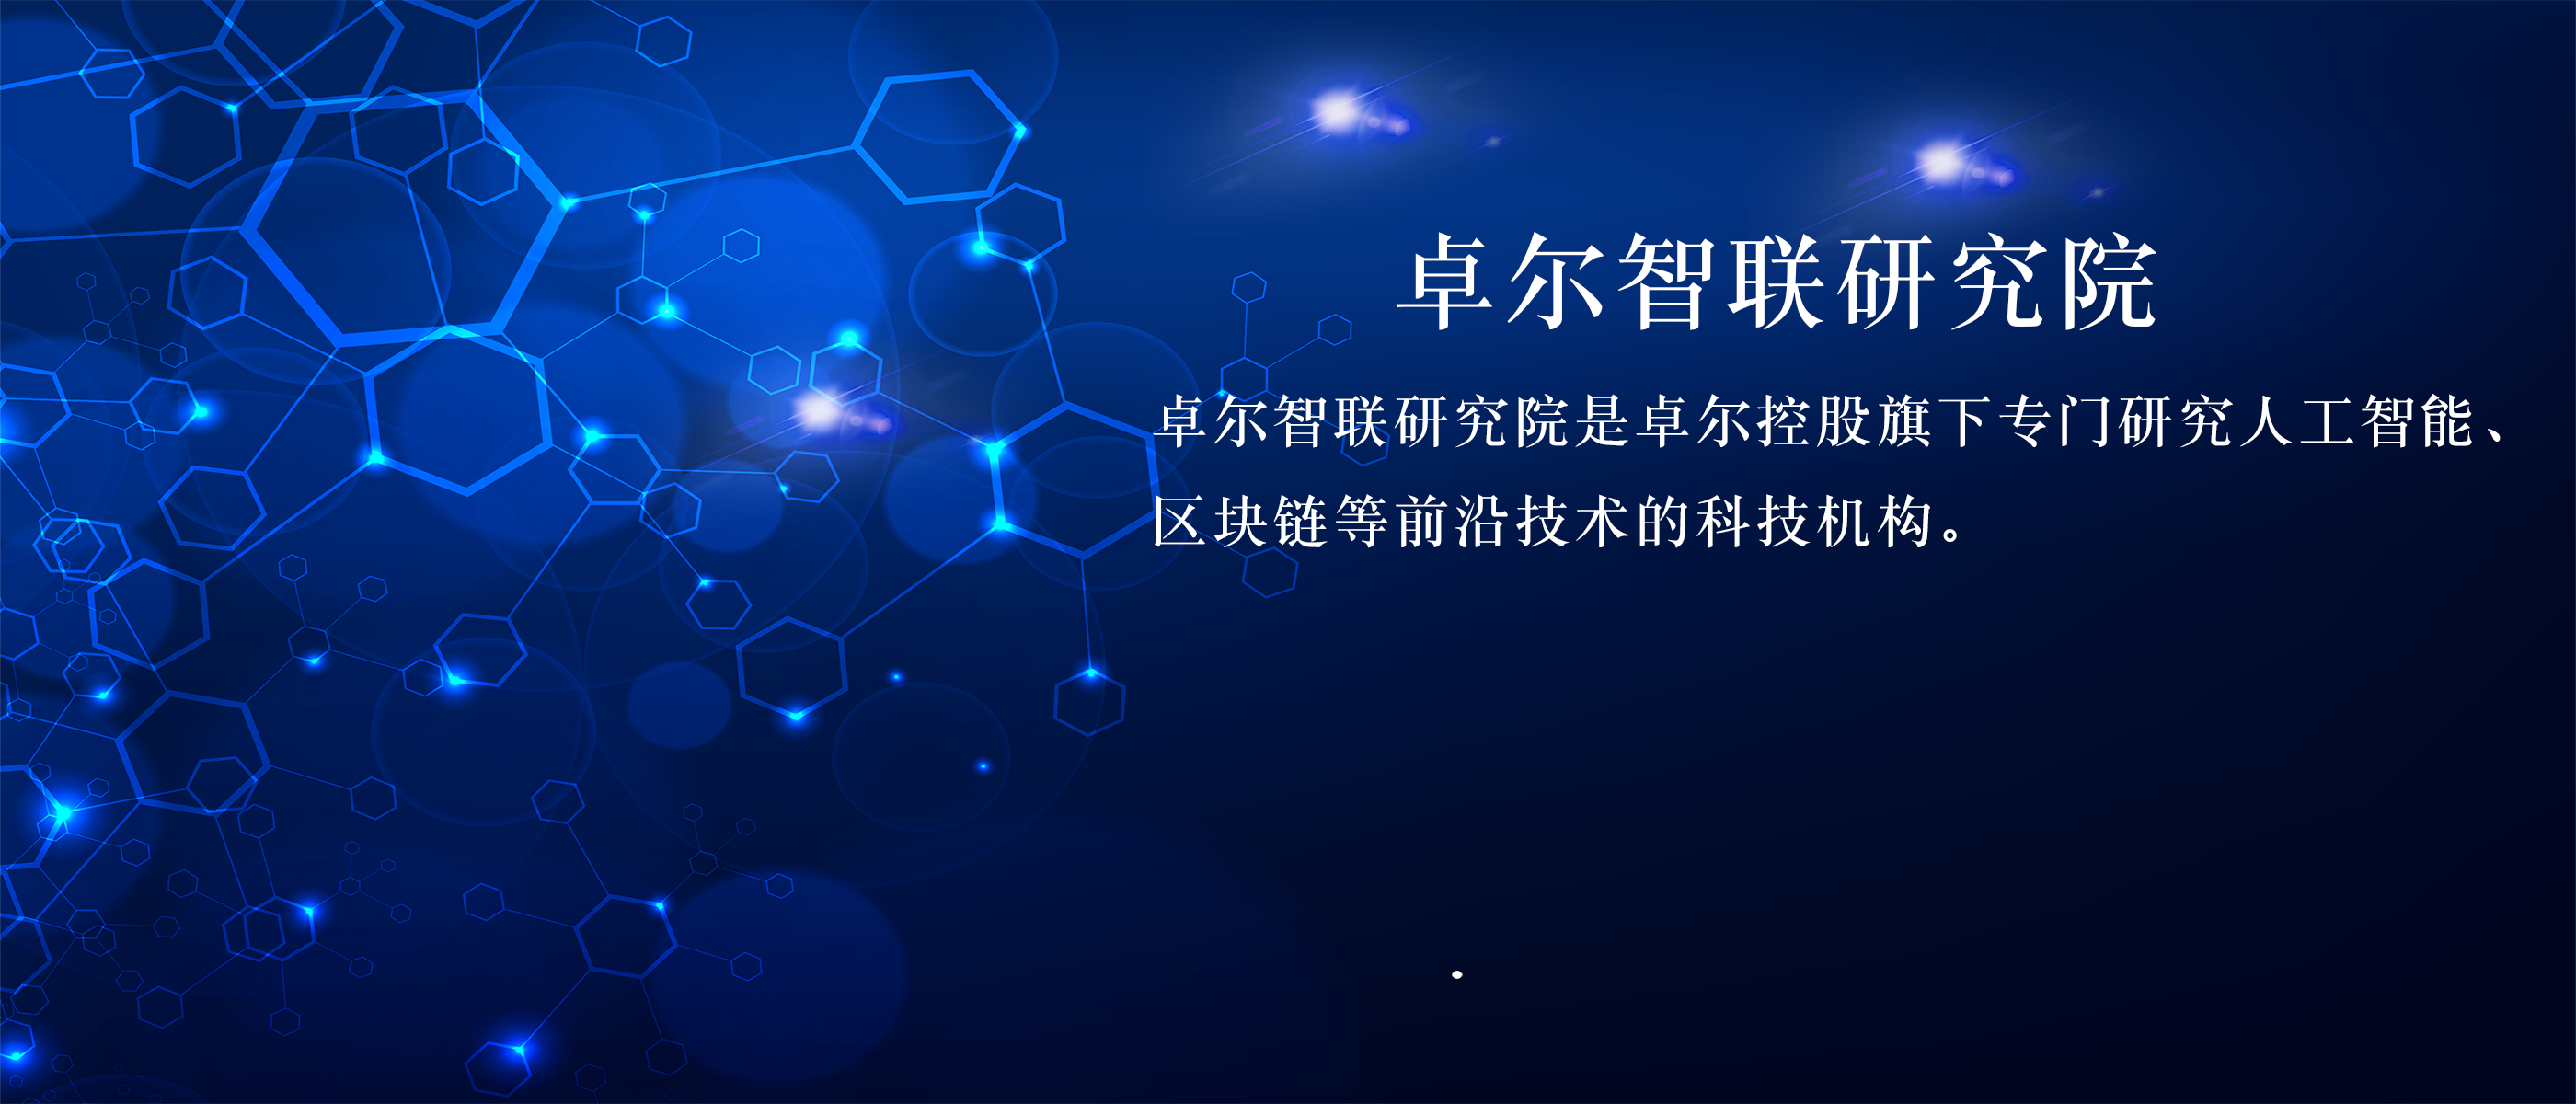 卓尔智联研究院
卓尔智联研究院是卓尔控股旗下专门研究人工智能、
区块链等前沿技术的科技机构。